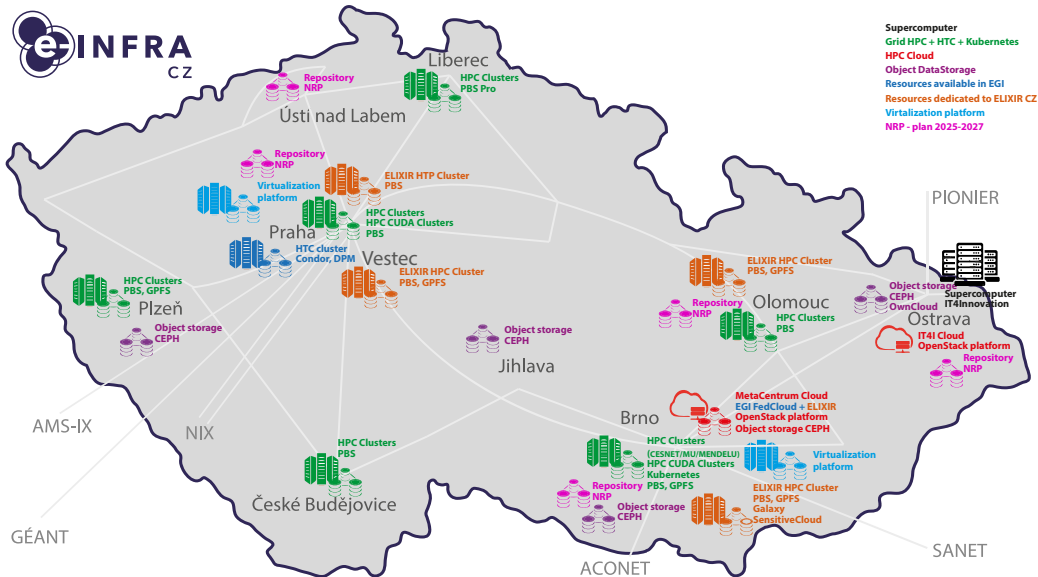 e-INFRA
CZ
Supercomputer
Grid HPC + HTC + Kubernetes
HPC Cloud
Object DataStorage
Resources available in EGI
Resources dedicated to ELIXIR CZ
Virtalization platform
NRP - plan 2025-2027
Liberec
HPC Clusters
PBS Pro
Repository
NRP
Ústi nad Labem
Repository
NRP
ELIXIR HTP Cluster
PBS
Virtualization
platform
HPC Clusters
HPC CUDA Clusters
PBS
Praha
HTC cluster
Condor, DPM
Vestec
ELIXIR HPC Cluster
PBS, GPFS
HPC Clusters
PBS, GPFS
Plzeň
Object storage
CEPH
Object storage
CEPH
Jihlava
ELIXIR HPC Cluster
PBS, GPFS
Repository
NRP
Olomouc
HPC Clusters
PBS
PIONIER
Object storage
CEPH
OwnCloud
Supercomputer
IT4Innovation
Ostrava
IT4I Cloud
OpenStack platform
Repository
NRP
AMS-IX
NIX
Brno
MetaCentrum Cloud
EGI FedCloud + ELIXIR
OpenStack platform
Object storage CEPH
HPC Clusters
(CESNET/MU/MENDELU)
HPC CUDA Clusters
Kubernetes
PBS, GPFS
Virtualization
platform
Repository
NRP
Object storage
CEPH
ELIXIR HPC Cluster
PBS, GPFS
Galaxy
SensitiveCloud
HPC Clusters
PBS
České Budějovice
GÉANT
ACONET
SANET